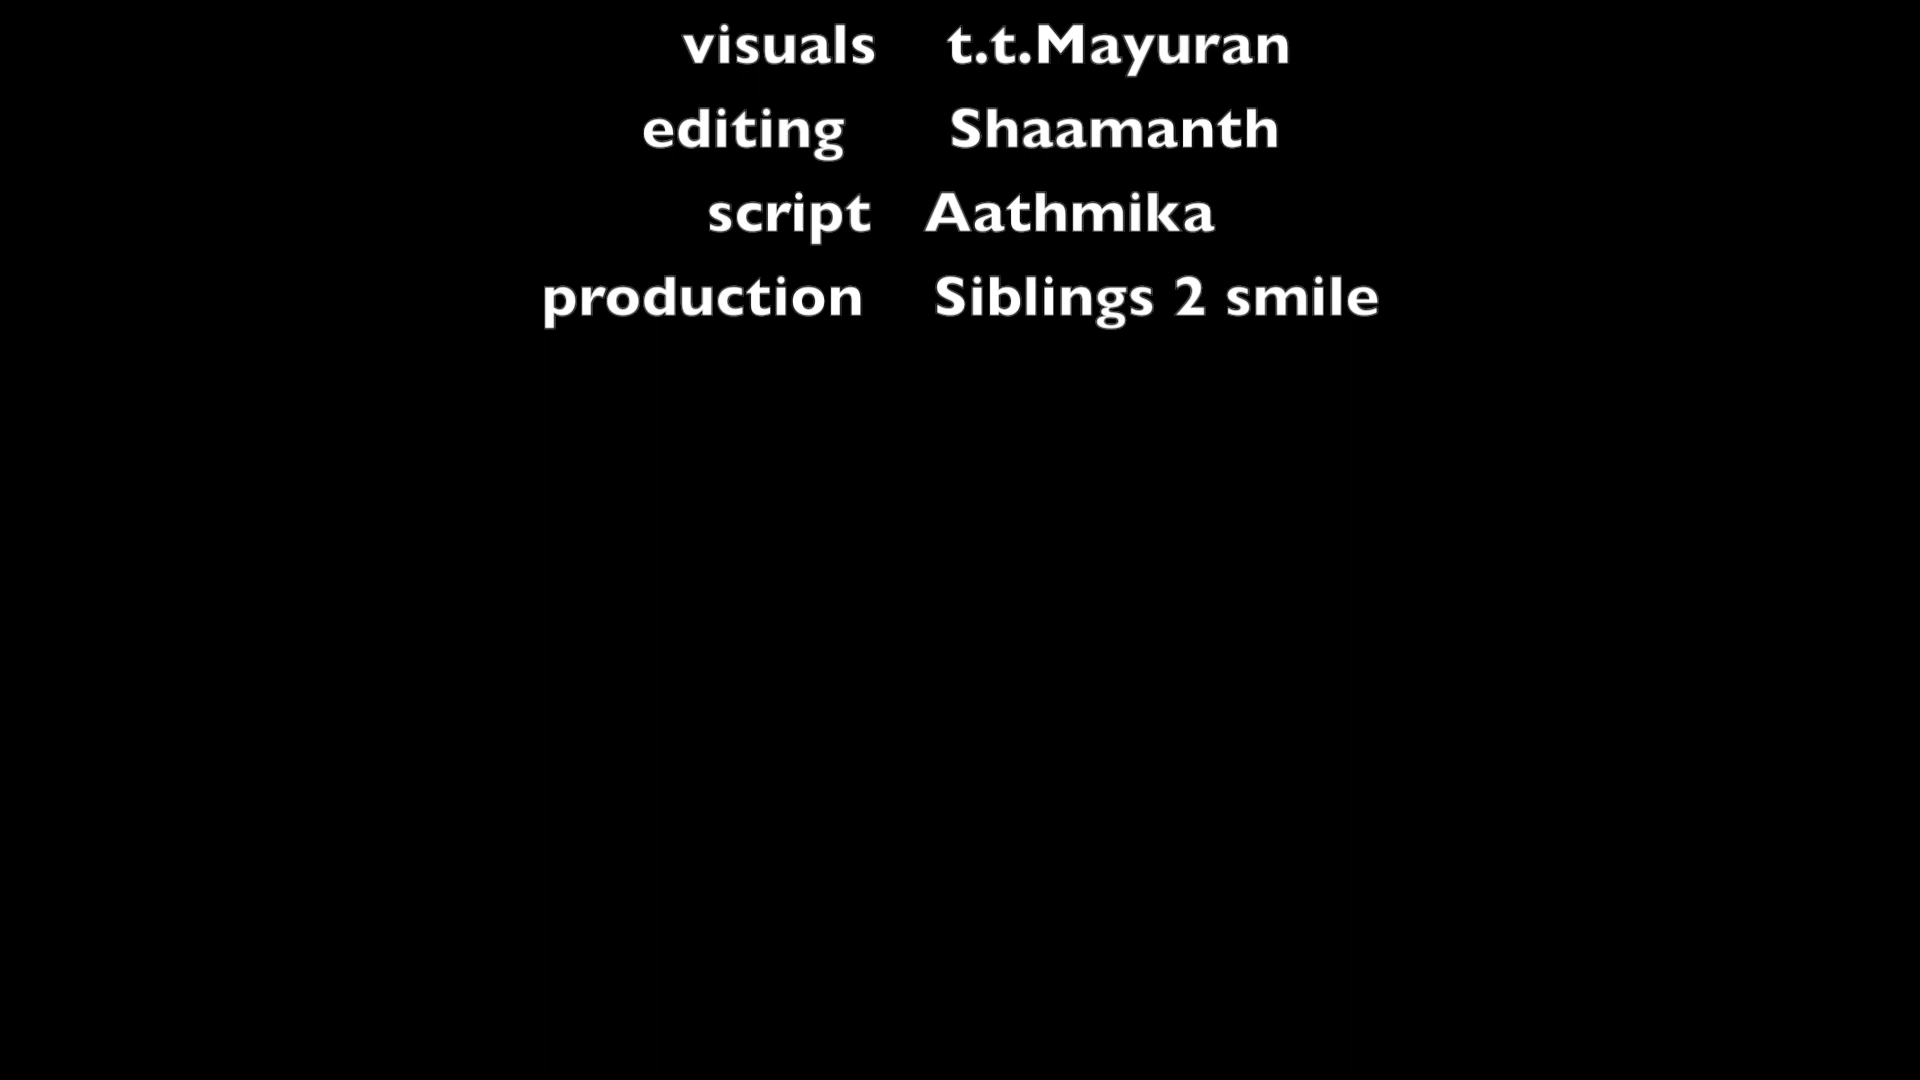 visuals t.t.Mayuran
editing Shaamanth
script Aathmika
production Siblings 2 smile